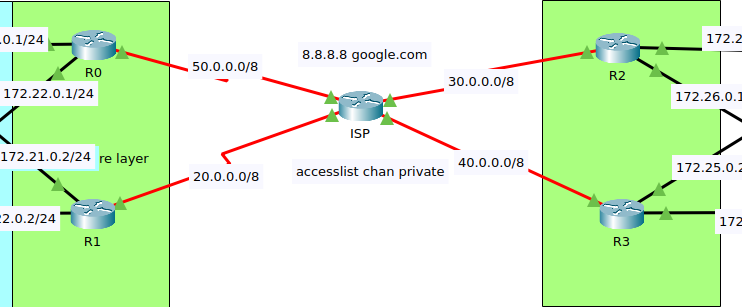 .0.1/24
R0
172.22.0.1/24
172.21.0.2/24
re layer
2.0.2/24
R1
50.0.0.0/8
8.8.8.8 google.com
30.0.0.0/8
ISP
20.0.0.0/8
accesslist chan private
40.0.0.0/8
R2
172.2
172.26.0.1
172.25.0.2
R3
172